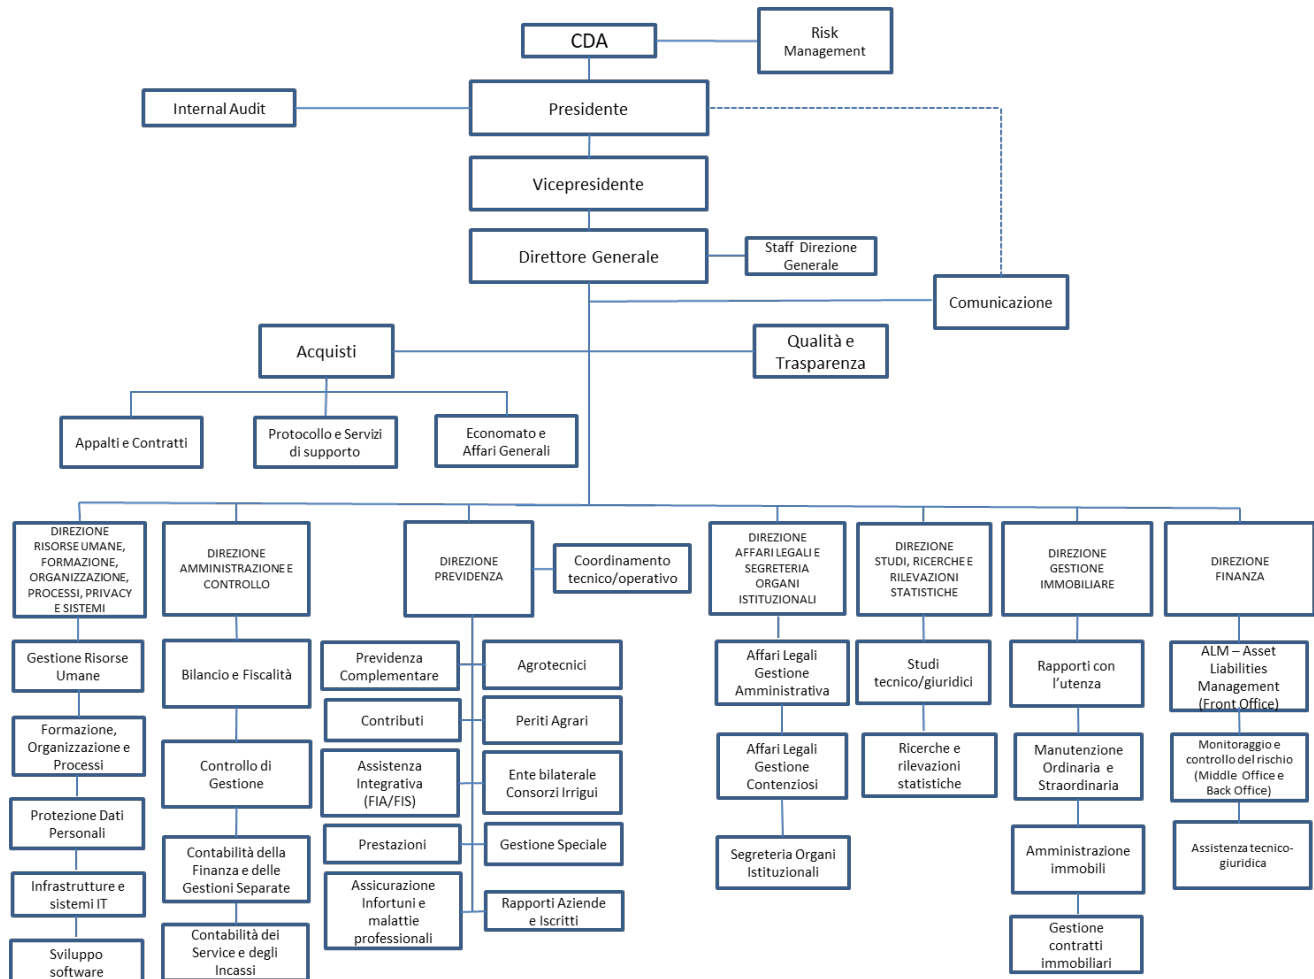 CDA
Risk
Management
Internal Audit
Presidente
Vicepresidente
Direttore Generale
Staff Direzione
Generale
Comunicazione
Acquisti
Qualità e
Trasparenza
Appalti e Contratti
Protocollo e Servizi
di supporto
Economato e
Affari Generali
DIREZIONE
RISORSE UMANE,
FORMAZIONE,
ORGANIZZAZIONE,
PROCESSI, PRIVACY
E SISTEMI
DIREZIONE
AMMINISTRAZIONE E
CONTROLLO
DIREZIONE
PREVIDENZA
Coordinamento
tecnico/operativo
DIREZIONE
AFFARI LEGALI E
SEGRETERIA
ORGANI
ISTITUZIONALI
DIREZIONE
STUDI, RICERCHE E
RILEVAZIONI
STATISTICHE
DIREZIONE
GESTIONE
IMMOBILIARE
DIREZIONE
FINANZA
Gestione Risorse
Umane
Formazione,
Organizzazione e
Processi
Protezione Dati
Personali
Infrastrutture e
sistemi IT
Sviluppo
software
Bilancio e Fiscalità
Controllo di
Gestione
Contabilità della
Finanza e delle
Gestioni Separate
Contabilità dei
Service e degli
Incassi
Previdenza
Complementare
Contributi
Assistenza
Integrativa
(FIA/FIS)
Prestazioni
Assicurazione
Infortuni e
malattie
professionali
Agrotecnici
Periti Agrari
Ente bilaterale
Consorzi Irrigui
Gestione Speciale
Rapporti Aziende
e Iscritti
Affari Legali
Gestione
Amministrativa
Affari Legali
Gestione
Contenziosi
Segreteria Organi
Istituzionali
Studi
tecnico/giuridici
Ricerche e
rilevazioni
statistiche
Rapporti con
l’utenza
Manutenzione
Ordinaria e
Straordinaria
Amministrazione
immobili
Gestione
contratti
immobiliari
ALM – Asset
Liabilities
Management
(Front Office)
Monitoraggio e
controllo del rischio
(Middle Office e
Back Office)
Assistenza tecnico-
giuridica